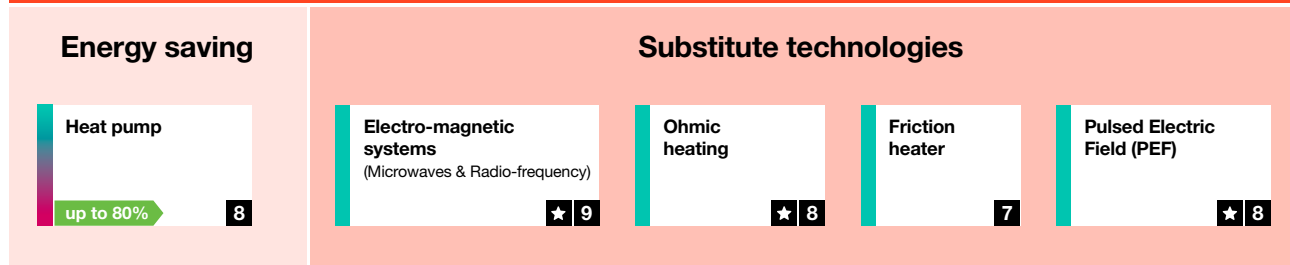 Energy saving
Substitute technologies
Heat pump
up to 80%
8
Electro-magnetic
systems
(Microwaves & Radio-frequency)
★ 9
Ohmic
heating
★ 8
Friction
heater
7
Pulsed Electric
Field (PEF)
★ 8